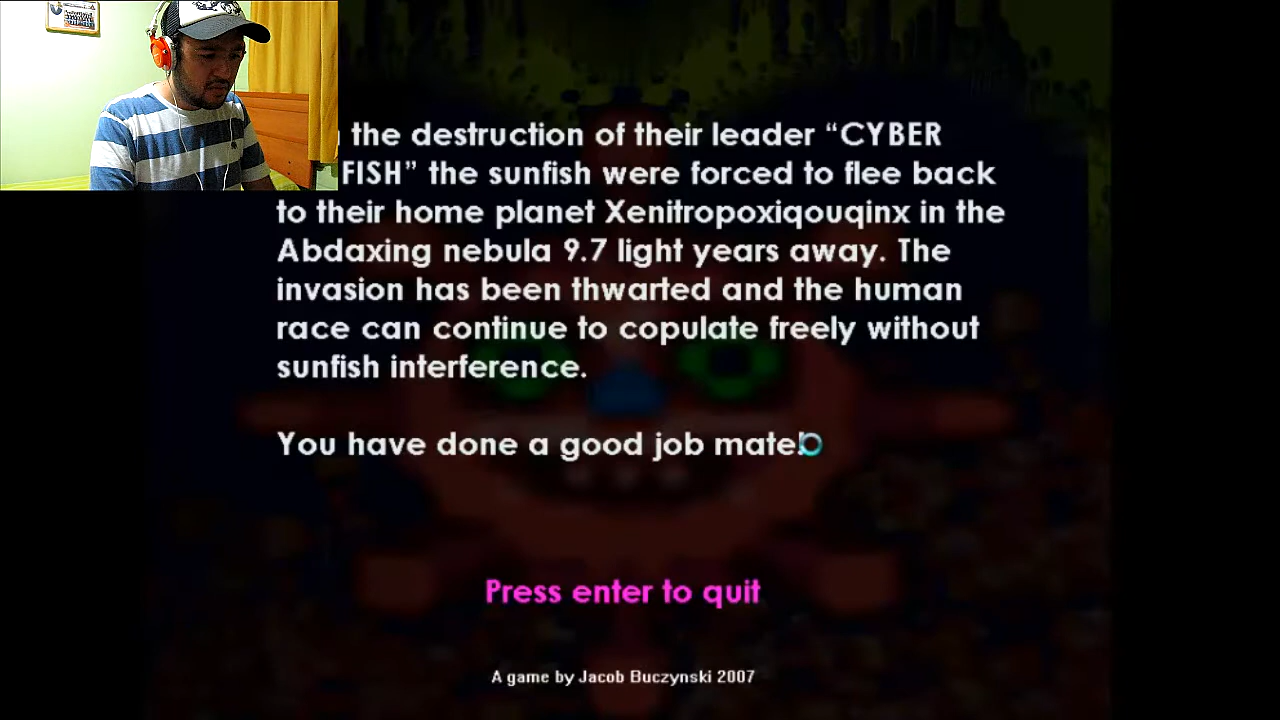 the destruction of their leader “CYBER
FISH” the sunfish were forced to flee back
to their home planet Xenitropoxiqouqinx in the
Abdaxing nebula 9.7 light years away. The
invasion has been thwarted and the human
race can continue to copulate freely without
sunfish interference.
You have done a good job mate!
Press enter to quit
A game by Jacob Buczynski 2007